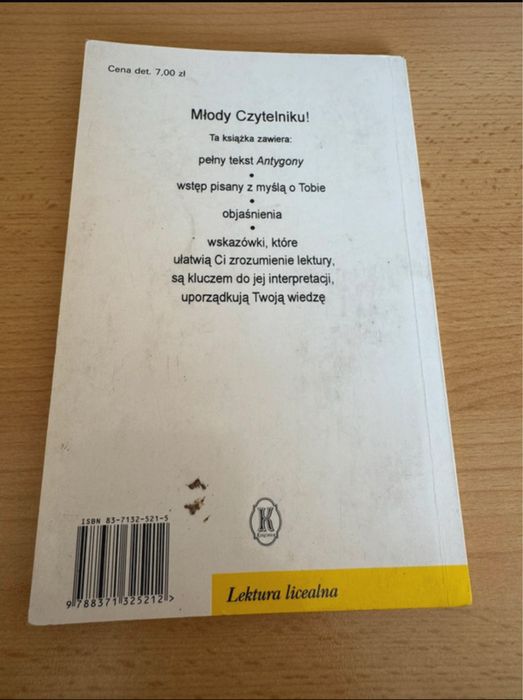 Cena det. 7,00 zł
Młody Czytelniku!
Ta książka zawiera:
pełny tekst Antygony
•
wstęp pisany z myślą o Tobie
•
objaśnienia
•
wskazówki, które
ułatwią Ci zrozumienie lektury,
są kluczem do jej interpretacji,
uporządkują Twoją wiedzę
ISBN 83-7132-521-5
9 788371 325212 >
K
Lektura licealna